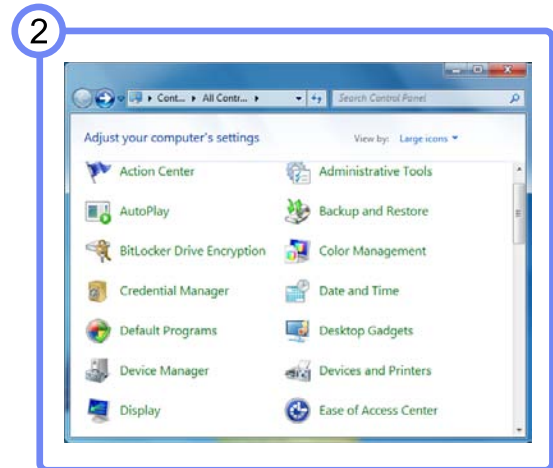 2
Cont... All Contr... Search Control Panel
Adjust your computer's settings View by: Large icons
Action Center Administrative Tools
AutoPlay Backup and Restore
BitLocker Drive Encryption Color Management
Credential Manager Date and Time
Default Programs Desktop Gadgets
Device Manager Devices and Printers
Display Ease of Access Center